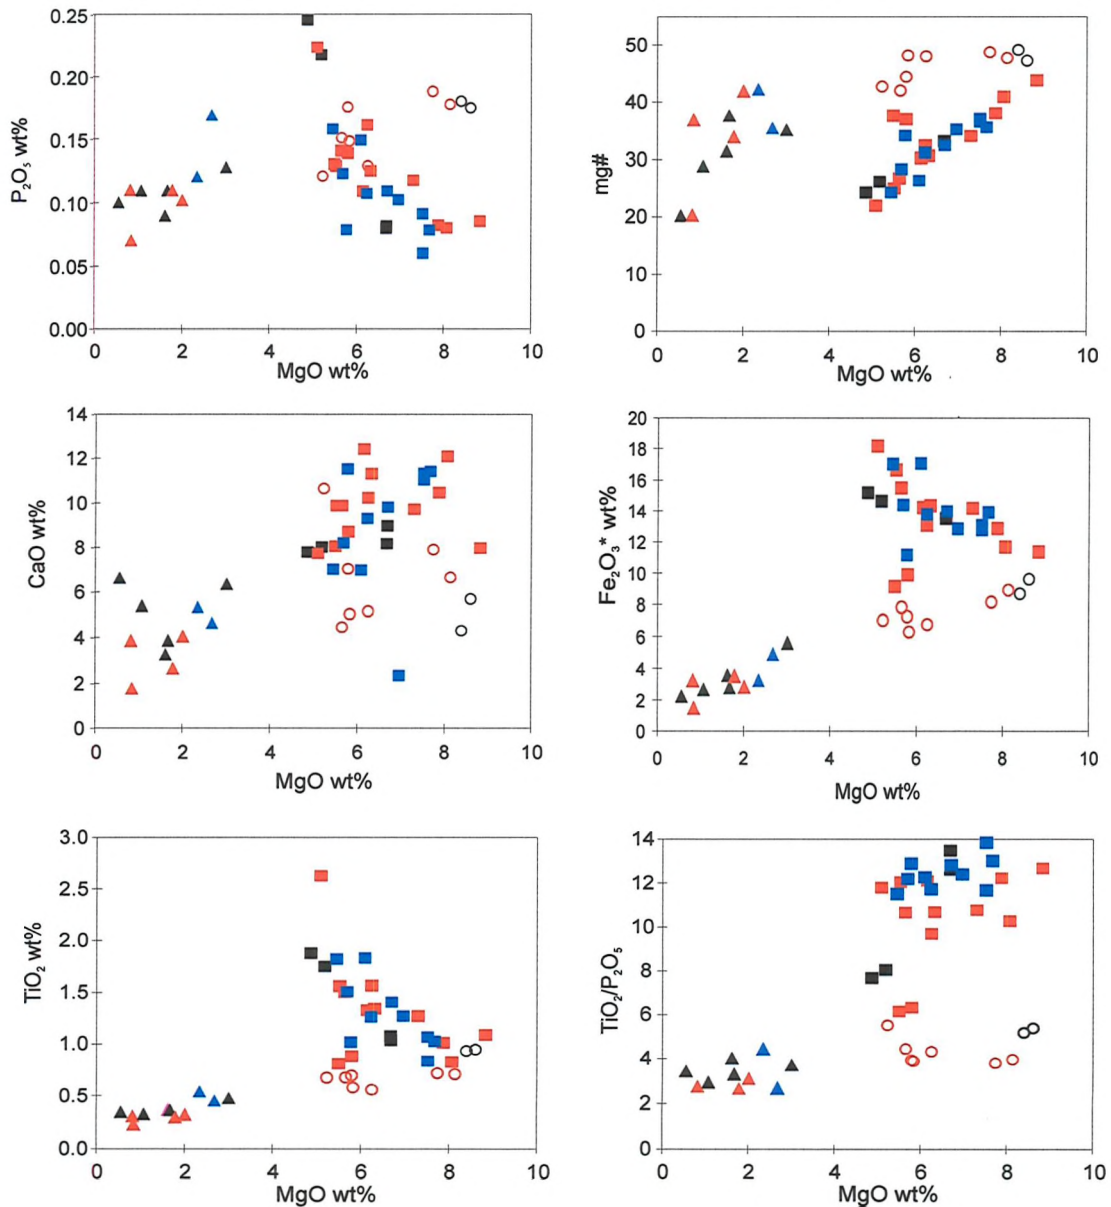 0.25
0.20
0.15
0.10
0.05
0.00
P₂O₅ wt%
0 2 4 6 8 10
MgO wt%
50
40
30
20
10
0
mg#
0 2 4 6 8 10
MgO wt%
14
12
10
8
6
4
2
0
CaO wt%
0 2 4 6 8 10
MgO wt%
20
18
16
14
12
10
8
6
4
2
0
Fe₂O₃* wt%
0 2 4 6 8 10
MgO wt%
3.0
2.5
2.0
1.5
1.0
0.5
0.0
TiO₂ wt%
0 2 4 6 8 10
MgO wt%
14
12
10
8
6
4
2
0
TiO₂/P₂O₅
0 2 4 6 8 10
MgO wt%